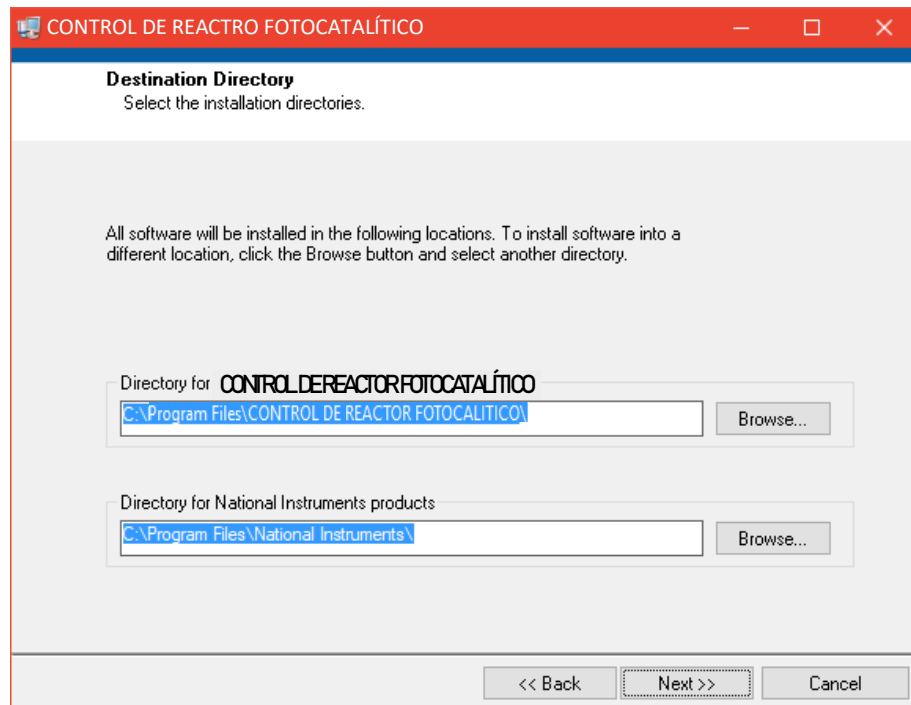 CONTROL DE REACTRO FOTOCATALÍTICO
Destination Directory
Select the installation directories.
All software will be installed in the following locations. To install software into a
different location, click the Browse button and select another directory.
Directory for CONTROL DE REACTOR FOTOCATALÍTICO
C:\Program Files\CONTROL DE REACTOR FOTOCALITICO\
Browse...
Directory for National Instruments products
C:\Program Files\National Instruments\
Browse...
<< Back Next >> Cancel